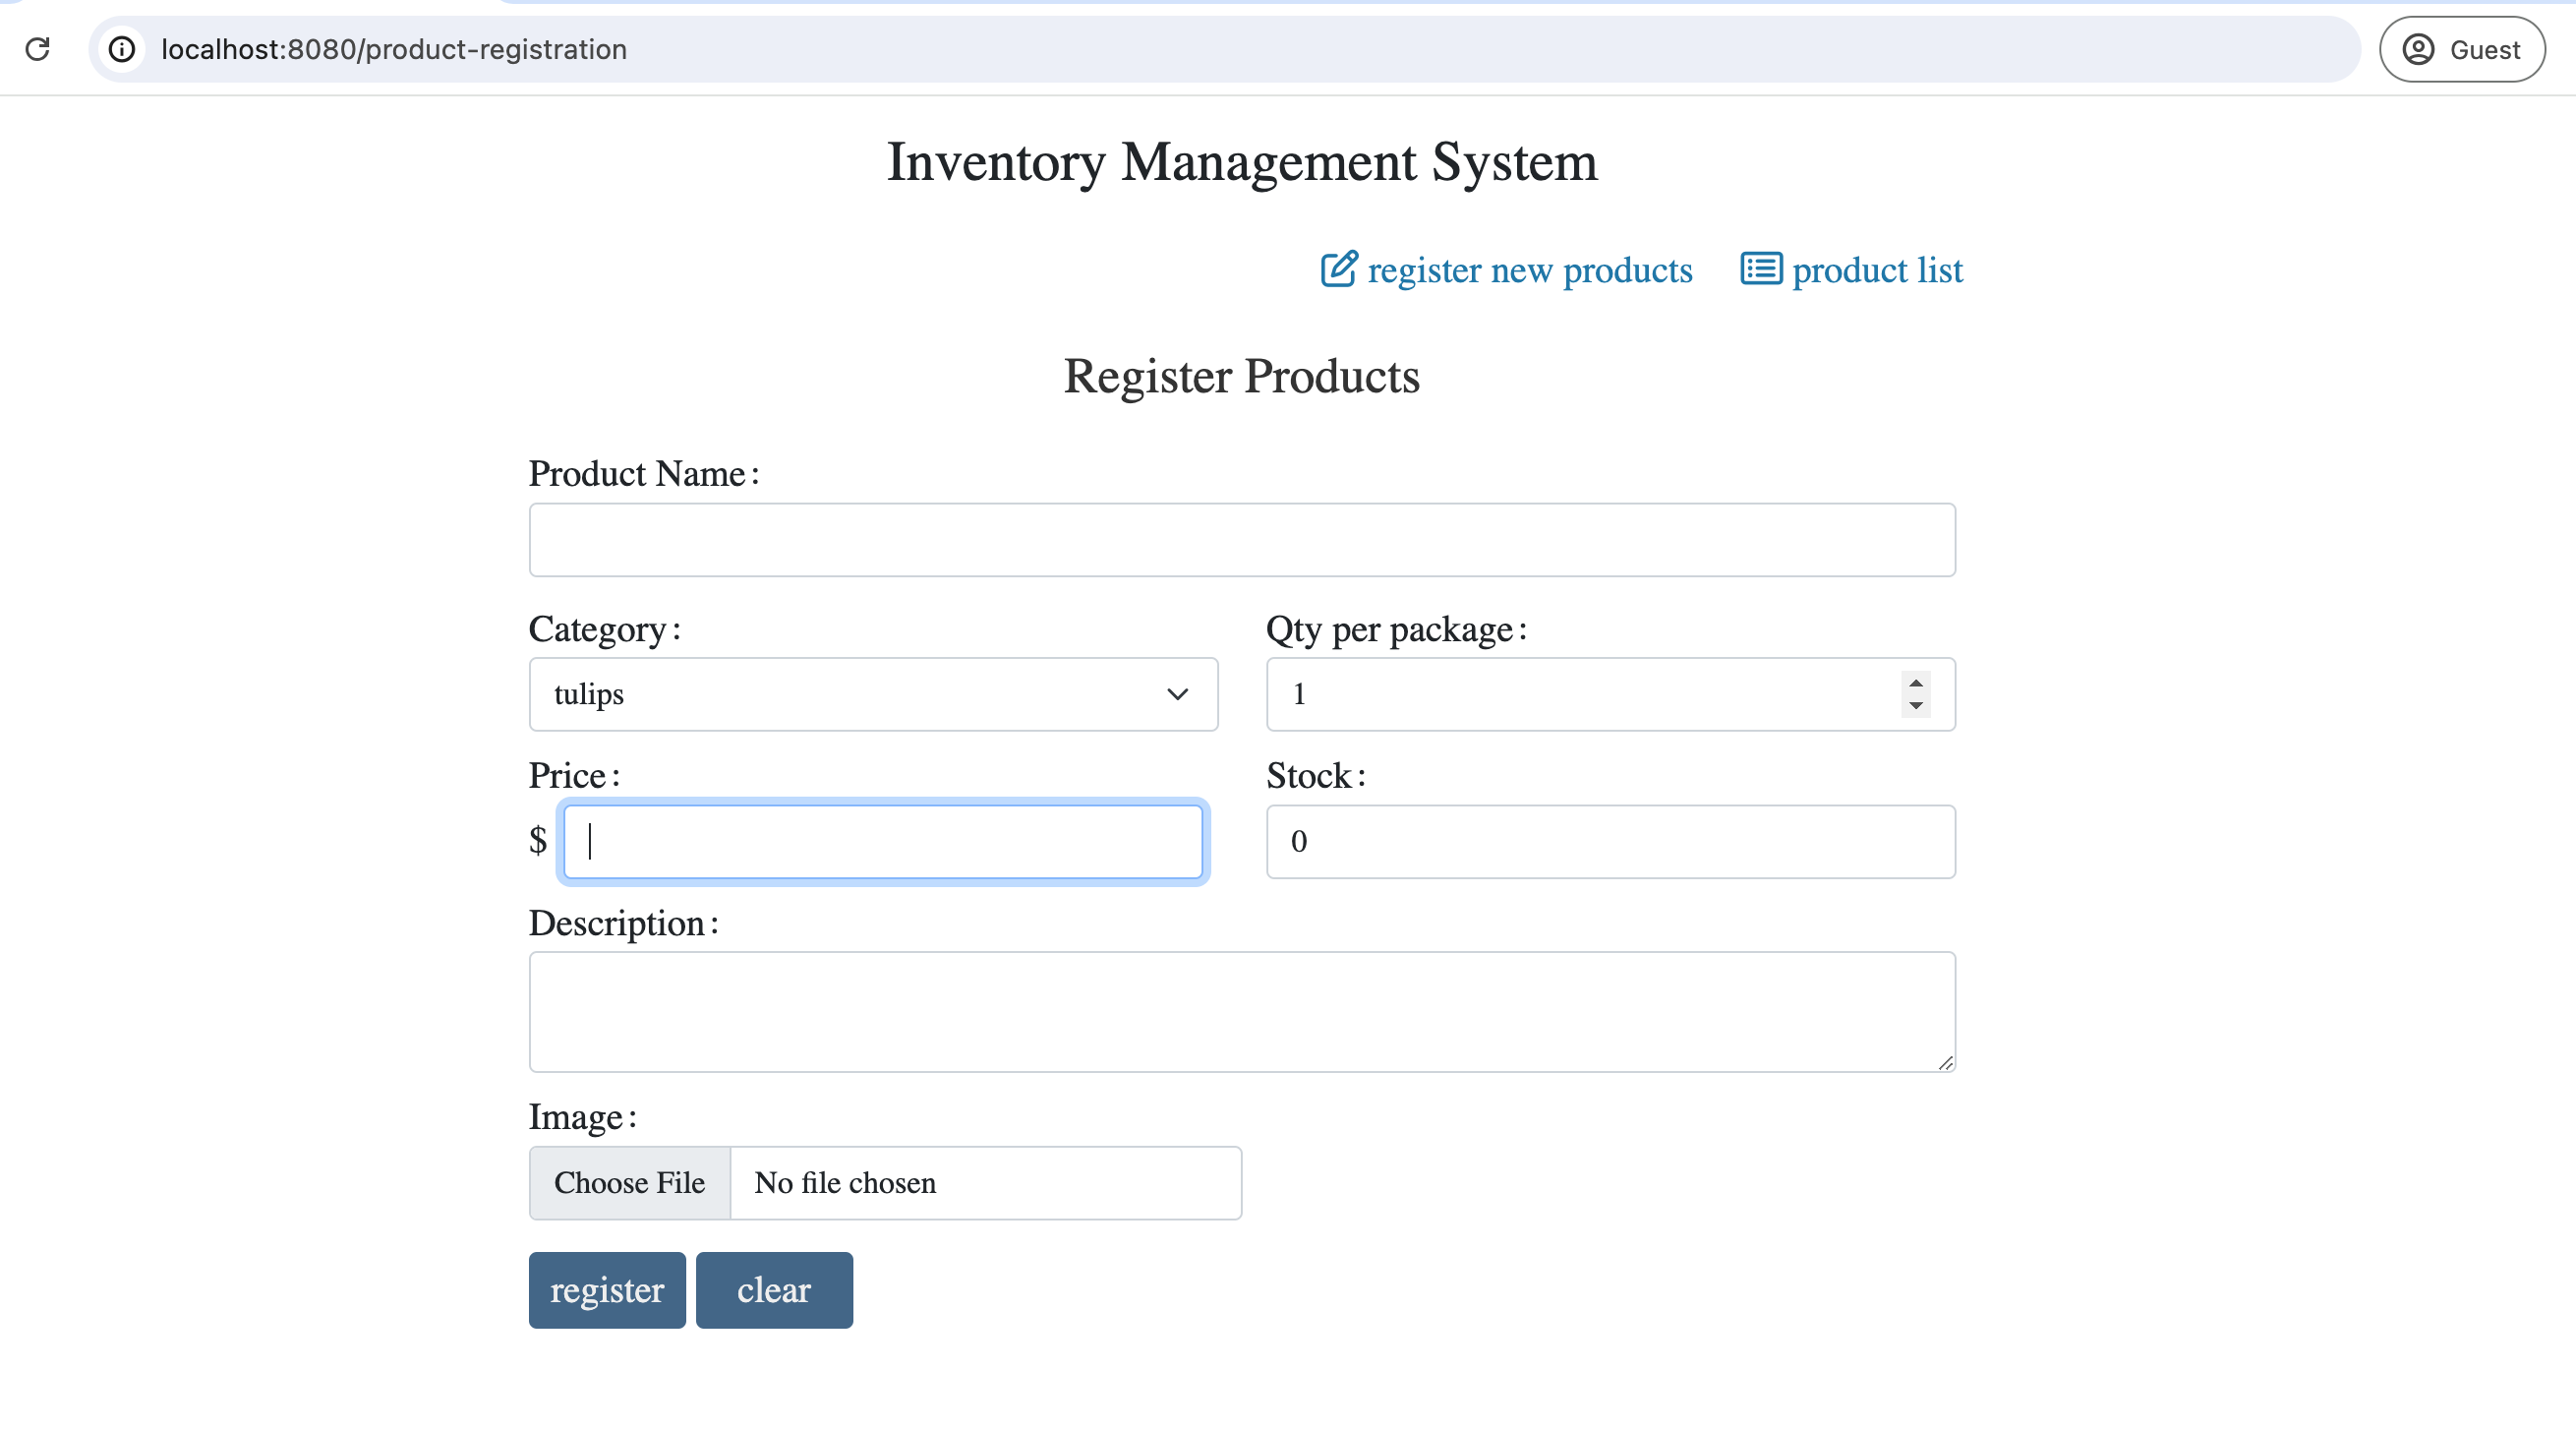 localhost:8080/product-registration
Guest
Inventory Management System
register new products product list
Register Products
Product Name:
Category: Qty per package:
tulips 1
Price: Stock:
$ 0
Description:
Image:
Choose File No file chosen
register clear